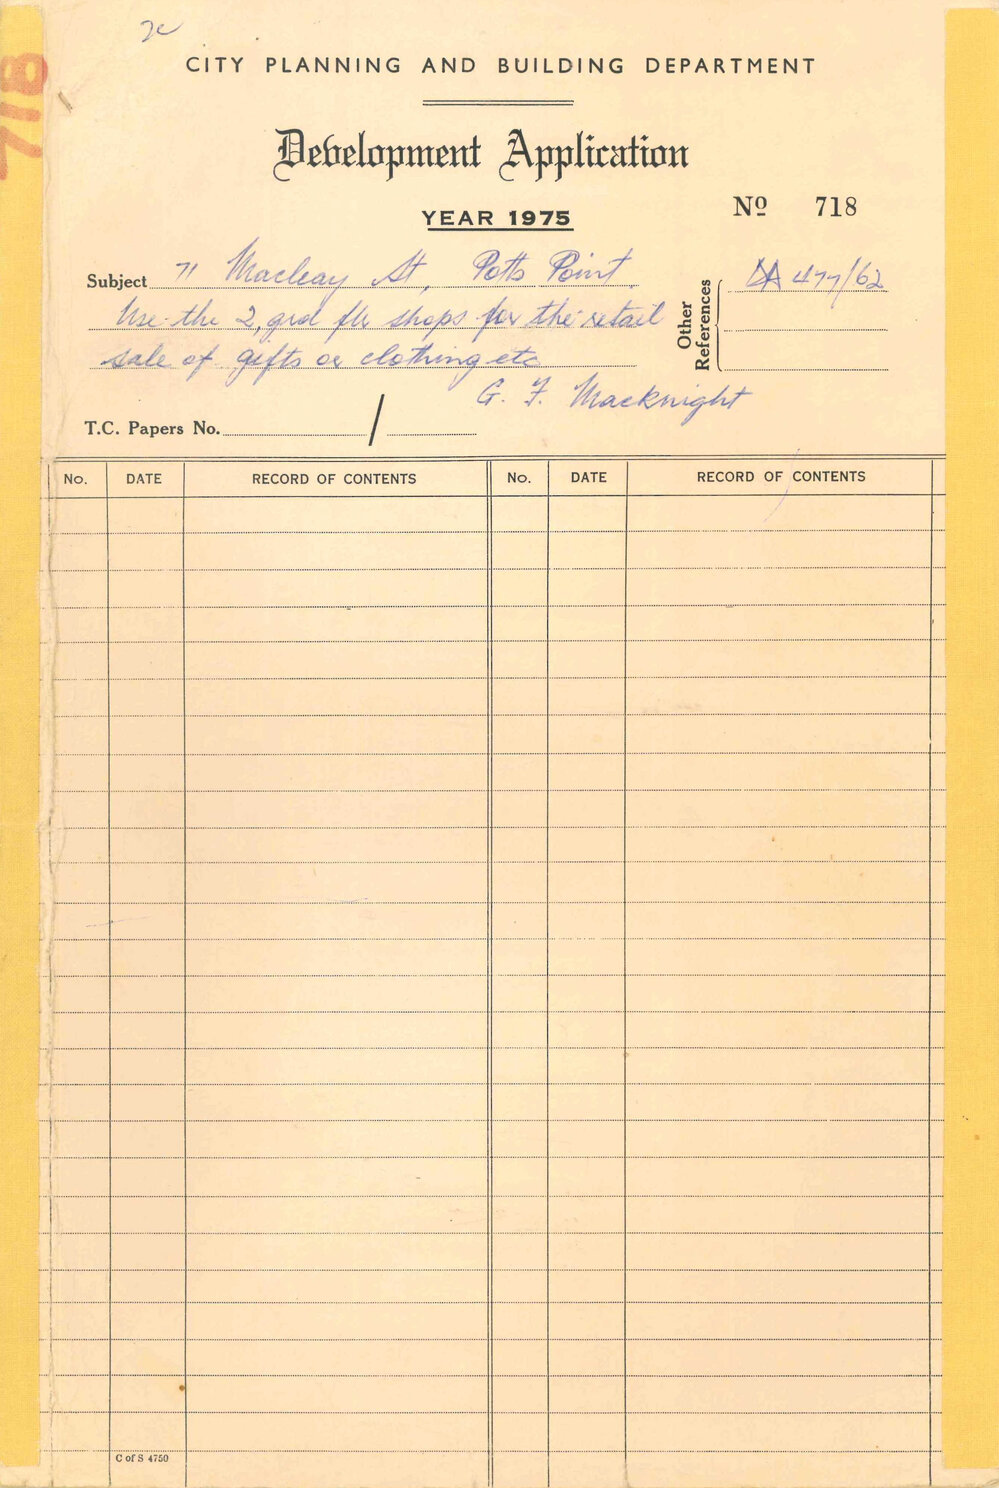 718
CITY PLANNING AND BUILDING DEPARTMENT
Development Application
YEAR 1975
Nº 718
Subject 71 Macleay St, Potts Point.
Use the 2, grd flr shops for the retail
sale of gifts or clothing etc
G. F. Macknight
Other References
DA 477/62
T.C. Papers No. /
No. DATE RECORD OF CONTENTS No. DATE RECORD OF CONTENTS
C of S 4750